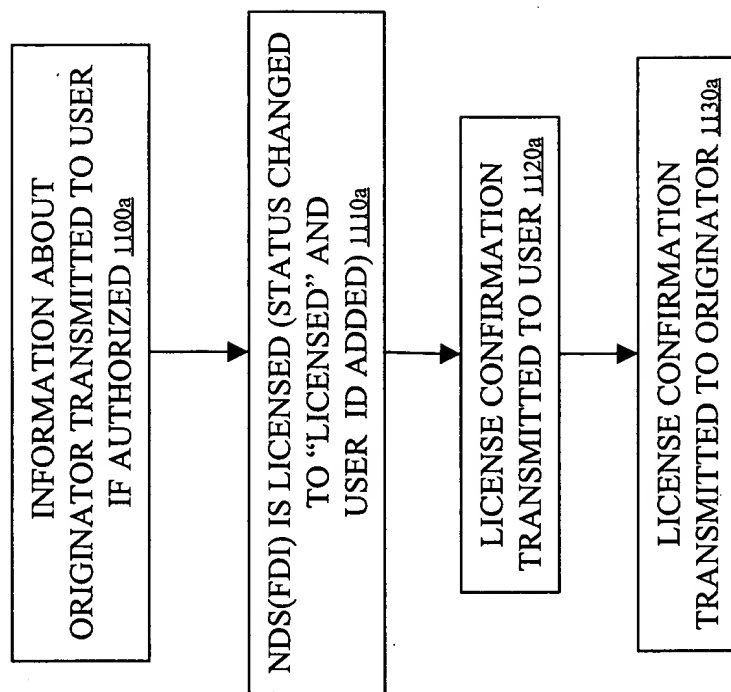 INFORMATION ABOUT
ORIGINATOR TRANSMITTED TO USER
IF AUTHORIZED 1100a
NDS(FDI) IS LICENSED (STATUS CHANGED
TO “LICENSED” AND
USER ID ADDED) 1110a
LICENSE CONFIRMATION
TRANSMITTED TO USER 1120a
LICENSE CONFIRMATION
TRANSMITTED TO ORIGINATOR 1130a